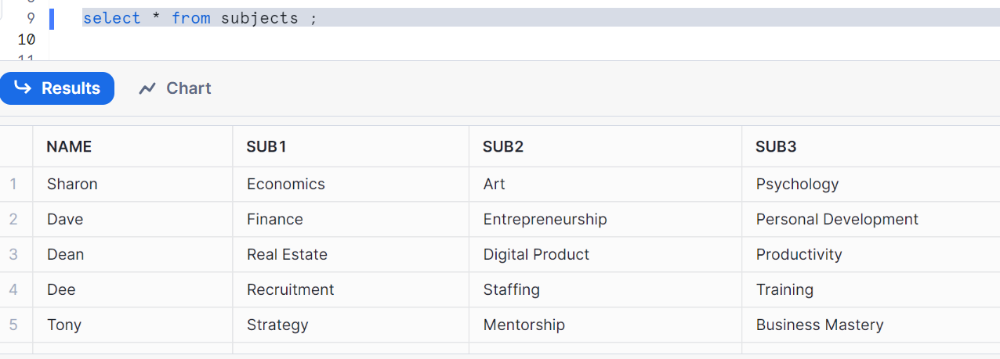 9 select * from subjects ;
10
11
Results Chart
NAME SUB1 SUB2 SUB3
1 Sharon Economics Art Psychology
2 Dave Finance Entrepreneurship Personal Development
3 Dean Real Estate Digital Product Productivity
4 Dee Recruitment Staffing Training
5 Tony Strategy Mentorship Business Mastery